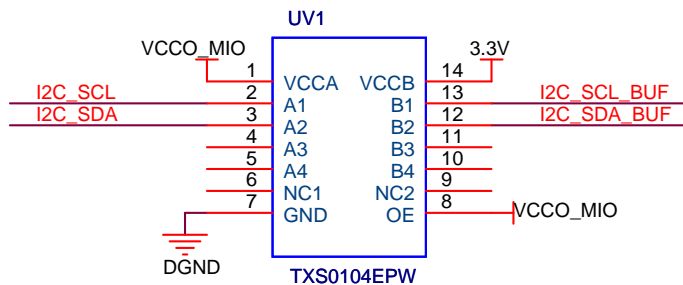 UV1
VCCO_MIO
3.3V
1 VCCA VCCB 14
I2C_SCL 2 A1 B1 13 I2C_SCL_BUF
I2C_SDA 3 A2 B2 12 I2C_SDA_BUF
4 A3 B3 11
5 A4 B4 10
6 NC1 NC2 9
7 GND OE 8 VCCO_MIO
DGND
TXS0104EPW